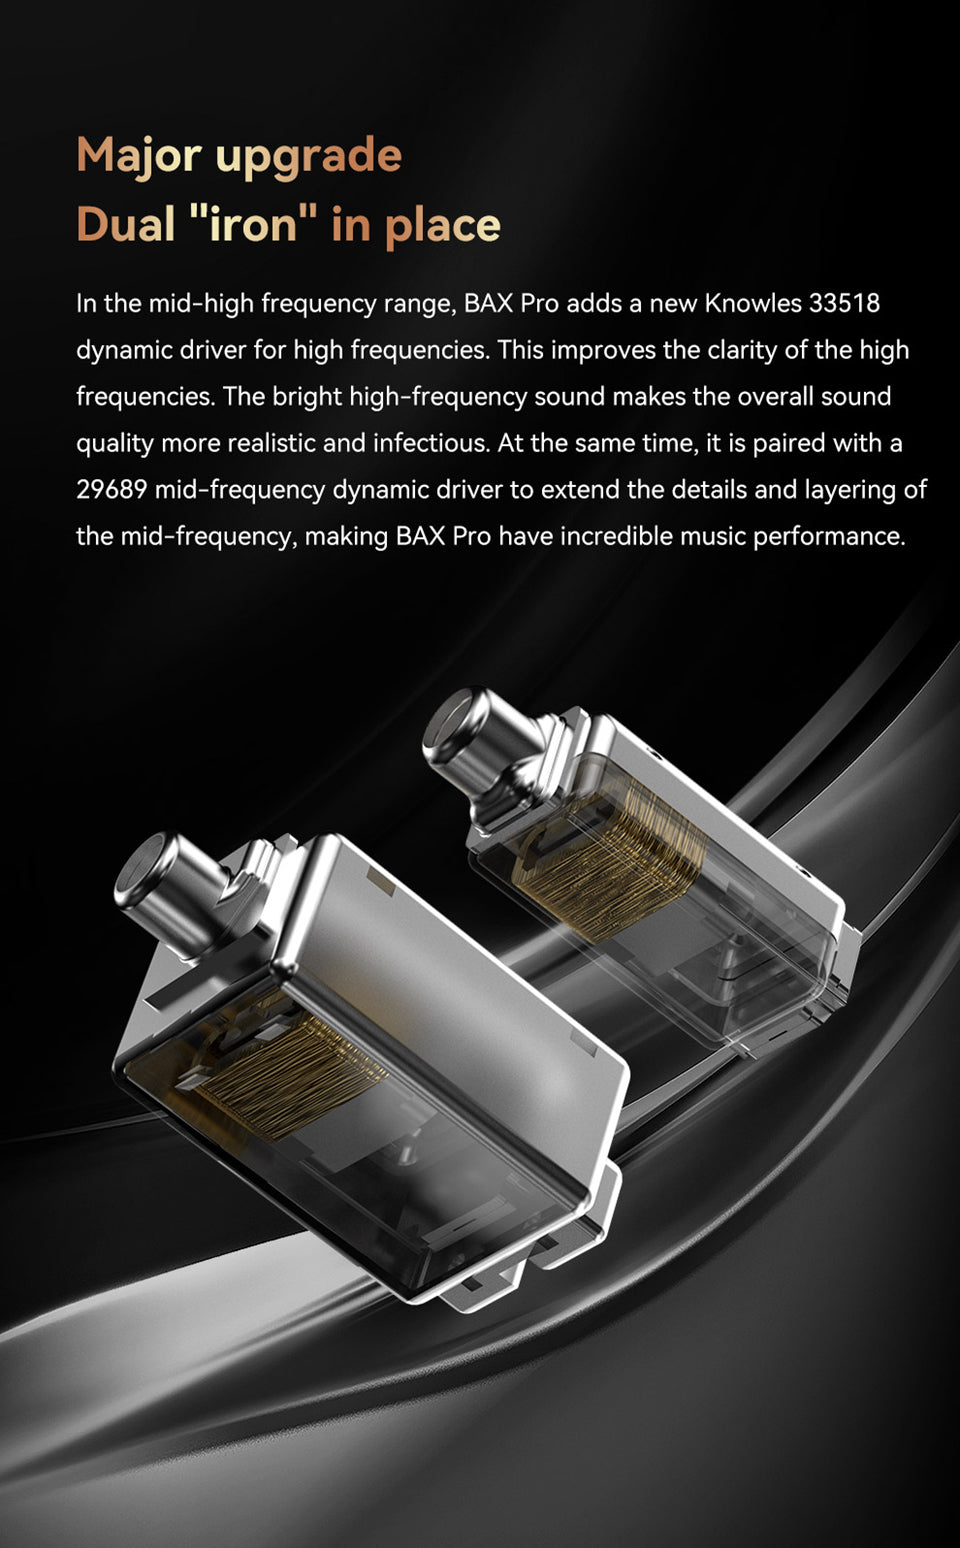 Major upgrade
Dual "iron" in place
In the mid-high frequency range, BAX Pro adds a new Knowles 33518
dynamic driver for high frequencies. This improves the clarity of the high
frequencies. The bright high-frequency sound makes the overall sound
quality more realistic and infectious. At the same time, it is paired with a
29689 mid-frequency dynamic driver to extend the details and layering of
the mid-frequency, making BAX Pro have incredible music performance.